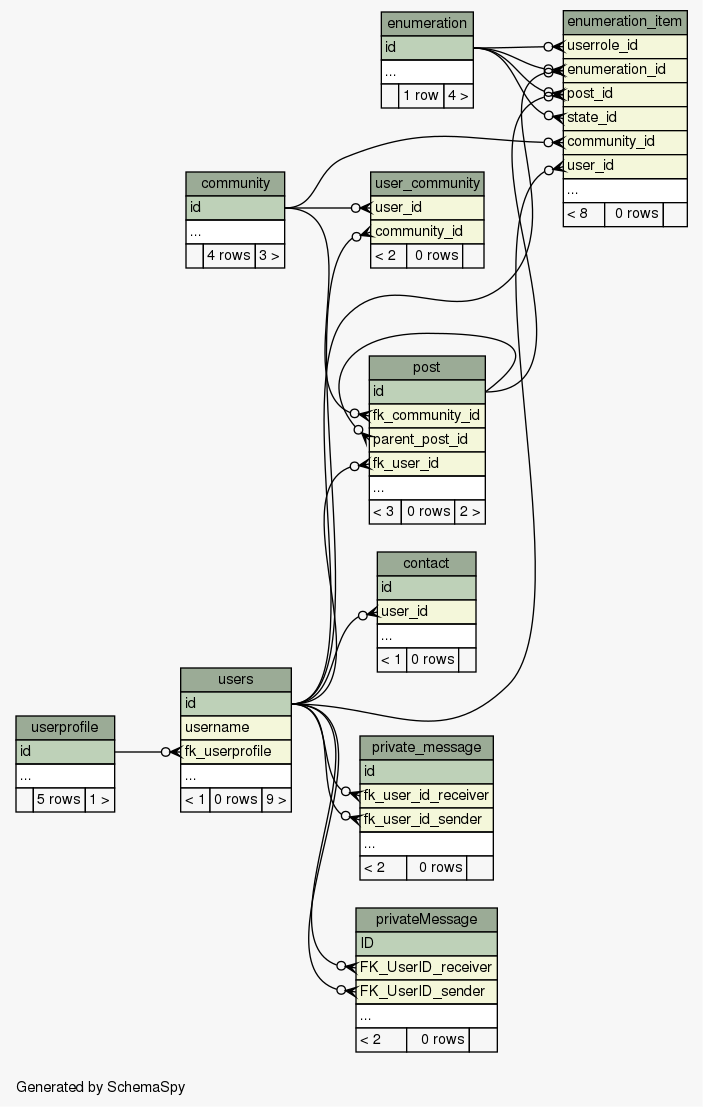 enumeration
id
...
1 row 4 >
enumeration_item
userrole_id
enumeration_id
post_id
state_id
community_id
user_id
...
< 8 0 rows
community
id
...
4 rows 3 >
user_community
user_id
community_id
< 2 0 rows
post
id
fk_community_id
parent_post_id
fk_user_id
...
< 3 0 rows 2 >
contact
id
user_id
...
< 1 0 rows
users
id
username
fk_userprofile
...
< 1 0 rows 9 >
userprofile
id
...
5 rows 1 >
private_message
id
fk_user_id_receiver
fk_user_id_sender
...
< 2 0 rows
privateMessage
ID
FK_UserID_receiver
FK_UserID_sender
...
< 2 0 rows
Generated by SchemaSpy